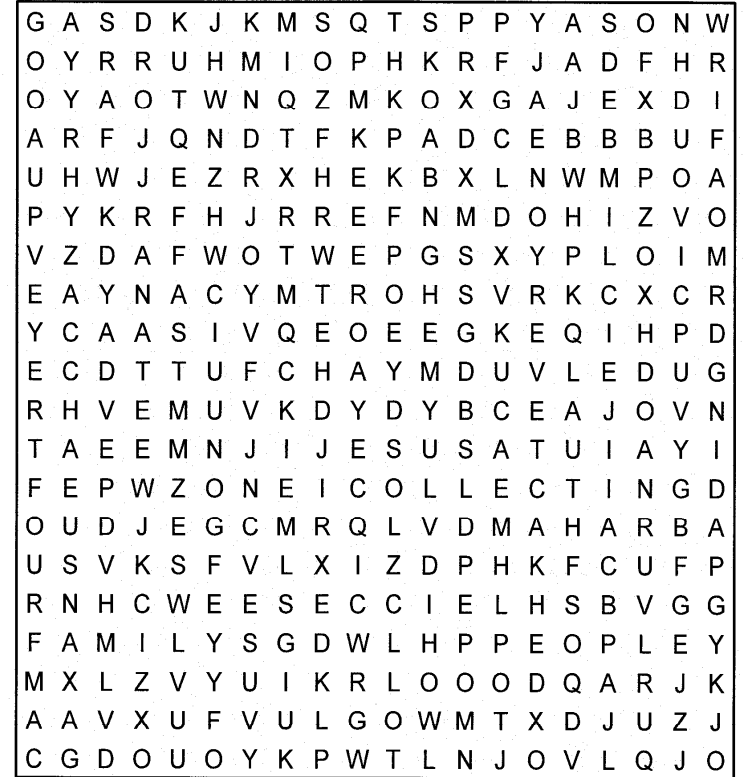 G A S D K J K M S Q T S P P Y A S O N W
O Y R R U H M I O P H K R F J A D F H R
O Y A O T W N Q Z M K O X G A J E X D I
A R F J Q N D T F K P A D C E B B B U F
U H W J E Z R X H E K B X L N W M P O A
P Y K R F H J R R E F N M D O H I Z V O
V Z D A F W O T W E P G S X Y P L O I M
E A Y N A C Y M T R O H S V R K C X C R
Y C A A S I V Q E O E E G K E Q I H P D
E C D T T U F C H A Y M D U V L E D U G
R H V E M U V K D Y D Y B C E A J O V N
T A E E M N J I J E S U S A T U I A Y I
F E P W Z O N E I C O L L E C T I N G D
O U D J E G C M R Q L V D M A H A R B A
U S V K S F V L X I Z D P H K F C U F P
R N H C W E E S E C C I E L H S B V G G
F A M I L Y S G D W L H P P E O P L E Y
M X L Z V Y U I K R L O O O D Q A R J K
A A V X U F V U L G O W M T X D J U Z J
C G D O U O Y K P W T L N J O V L Q J O